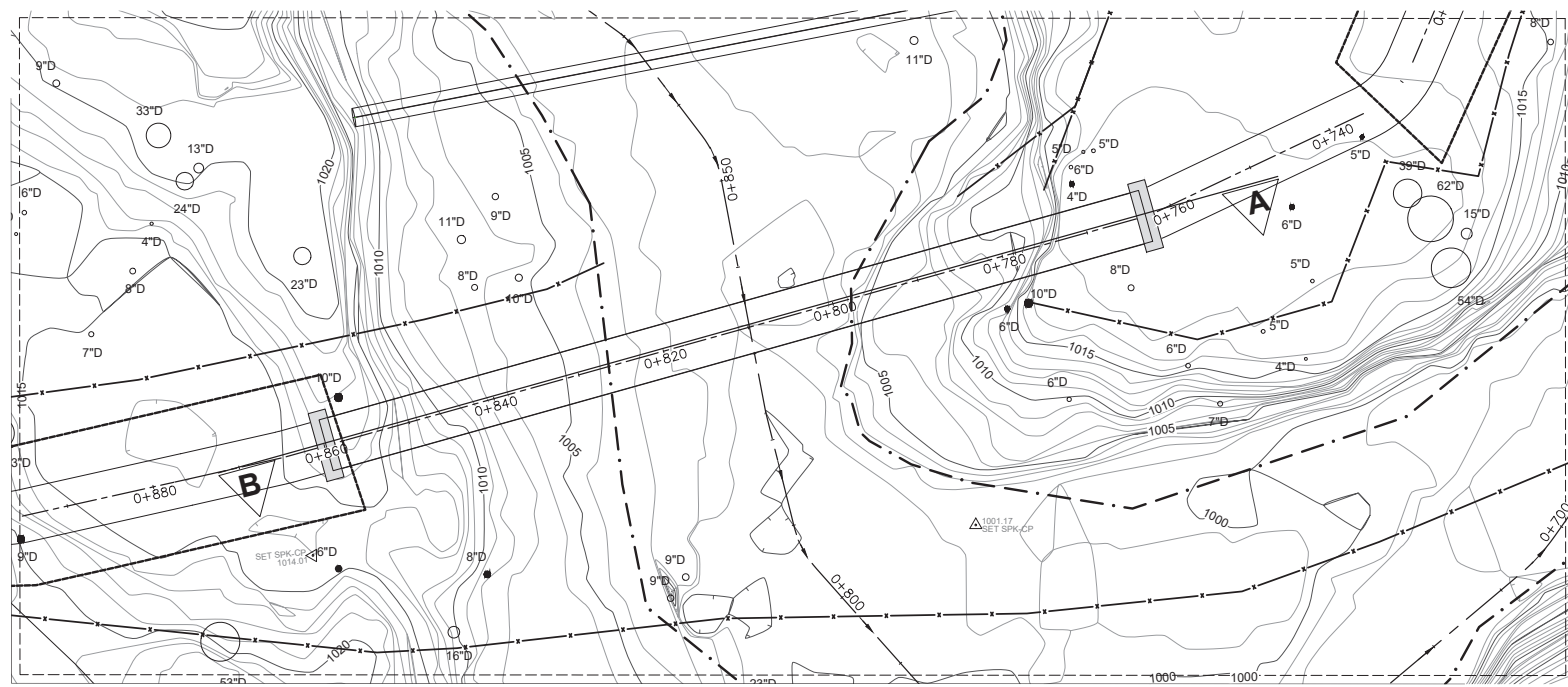 8"D
0+
9"D
11"D
1015
33"D
13"D
1005
1020
0+850
0+740
5"D
5"D
5"D
39"D
6"D
62"D
1010
6"D
4"D
24"D
9"D
11"D
0+760
A
6"D
15"D
4"D
1010
0+780
8"D
5"D
8"D
23"D
8"D
10"D
10"D
54"D
0+800
6"D
5"D
7"D
0+820
1015
6"D
1010
4"D
10"D
1015
1005
6"D
0+840
1010
7"D
1005
0+860
3"D
1005
B
0+880
1010
1000
1001.17
SET SPK-CP
0+700
9"D
SET SPK-CP
1014.01
6"D
8"D
9"D
9"D
0+800
1020
16"D
53"D
23"D
1000
1000